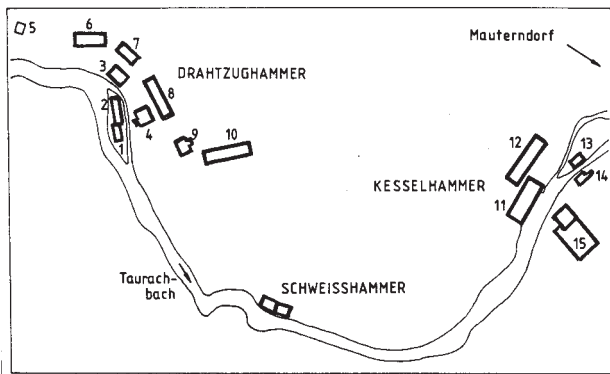 5
6
7
Mauterndorf
3
DRAHTZUGHAMMER
2
8
4
1
9
10
12
13
14
KESSELHAMMER
11
15
Taurach-
bach
SCHWEISSHAMMER